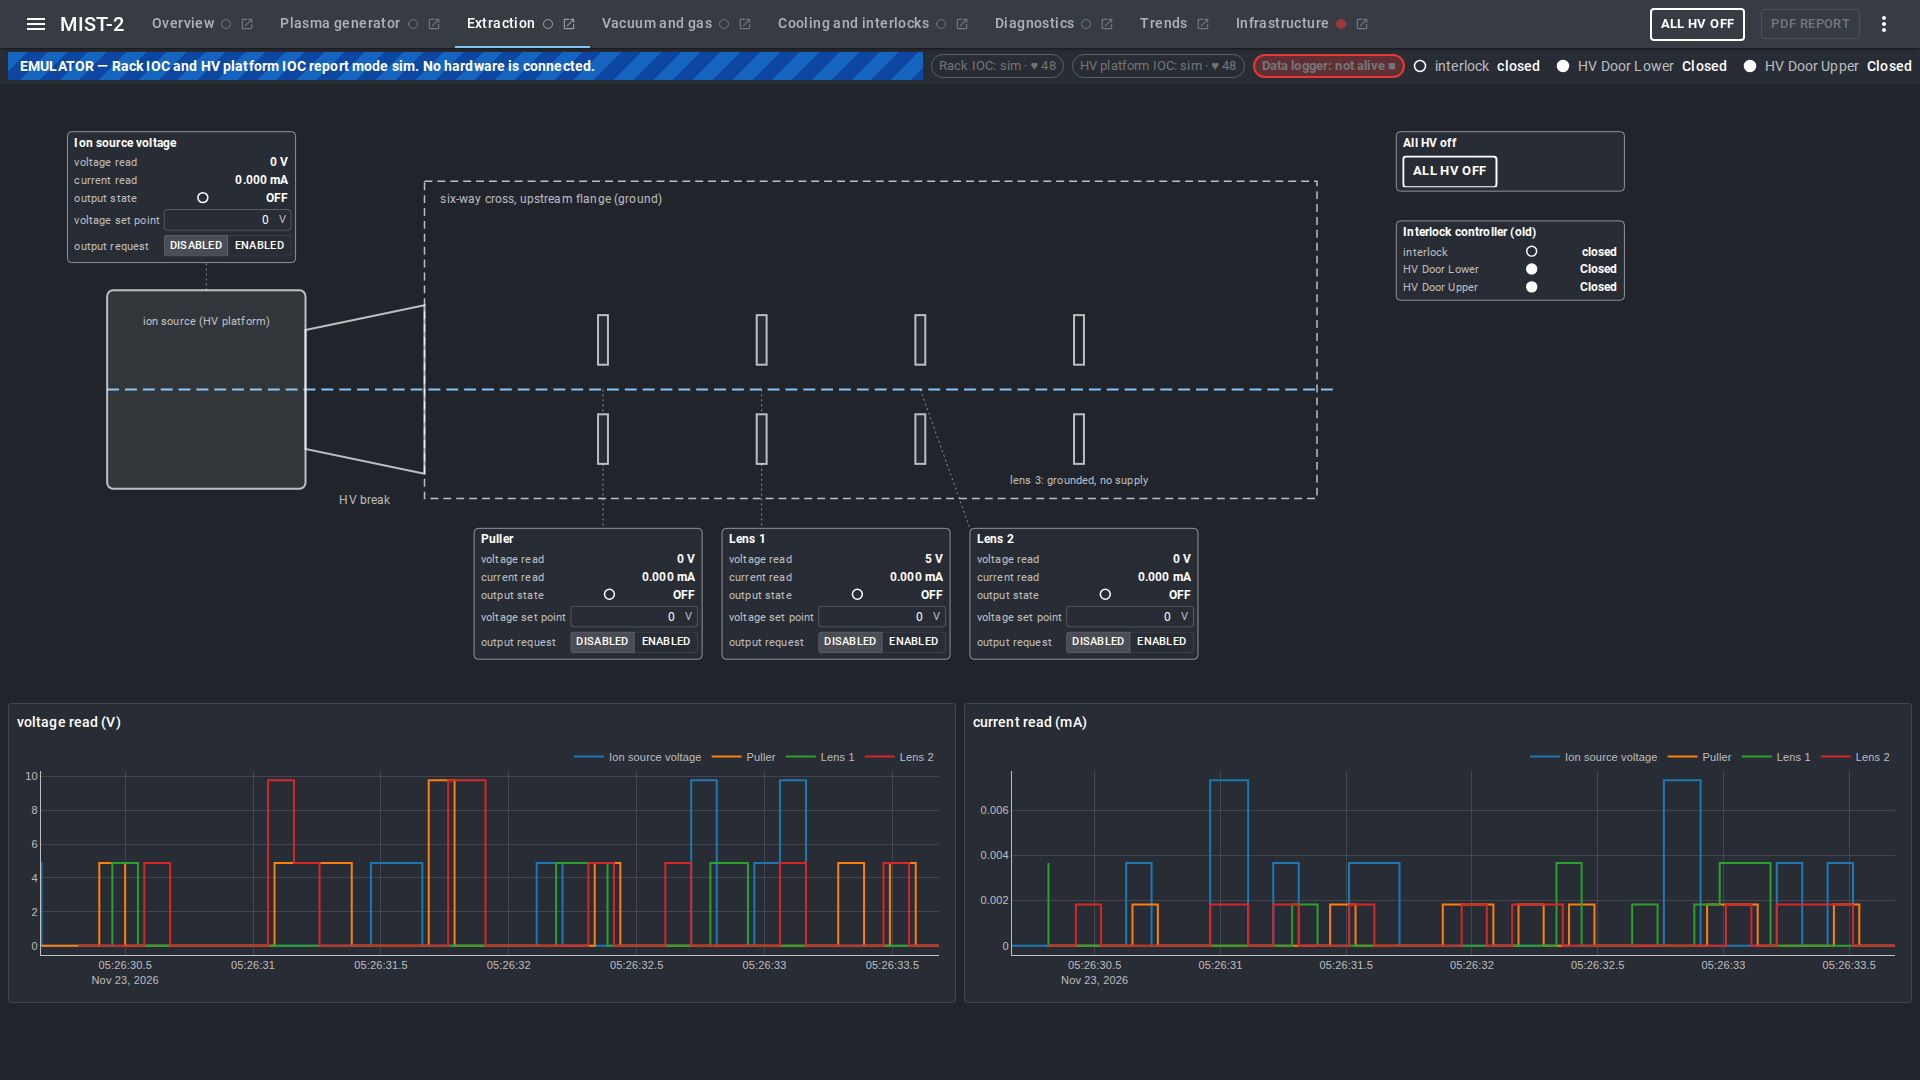 MIST-2 Overview Plasma generator Extraction Vacuum and gas Cooling and interlocks Diagnostics Trends Infrastructure ALL HV OFF PDF REPORT
EMULATOR — Rack IOC and HV platform IOC report mode sim. No hardware is connected. Rack IOC: sim · ♥ 48 HV platform IOC: sim · ♥ 48 Data logger: not alive ■ interlock closed HV Door Lower Closed HV Door Upper Closed
Ion source voltage
voltage read 0 V
current read 0.000 mA
output state OFF
voltage set point 0 V
output request DISABLED ENABLED
All HV off
ALL HV OFF
six-way cross, upstream flange (ground)
Interlock controller (old)
interlock closed
HV Door Lower Closed
HV Door Upper Closed
ion source (HV platform)
HV break
lens 3: grounded, no supply
Puller
voltage read 0 V
current read 0.000 mA
output state OFF
voltage set point 0 V
output request DISABLED ENABLED
Lens 1
voltage read 5 V
current read 0.000 mA
output state OFF
voltage set point 0 V
output request DISABLED ENABLED
Lens 2
voltage read 0 V
current read 0.000 mA
output state OFF
voltage set point 0 V
output request DISABLED ENABLED
voltage read (V)
Ion source voltage Puller Lens 1 Lens 2
10
8
6
4
2
0
05:26:30.5 05:26:31 05:26:31.5 05:26:32 05:26:32.5 05:26:33 05:26:33.5
Nov 23, 2026
current read (mA)
Ion source voltage Puller Lens 1 Lens 2
0.006
0.004
0.002
0
05:26:30.5 05:26:31 05:26:31.5 05:26:32 05:26:32.5 05:26:33 05:26:33.5
Nov 23, 2026